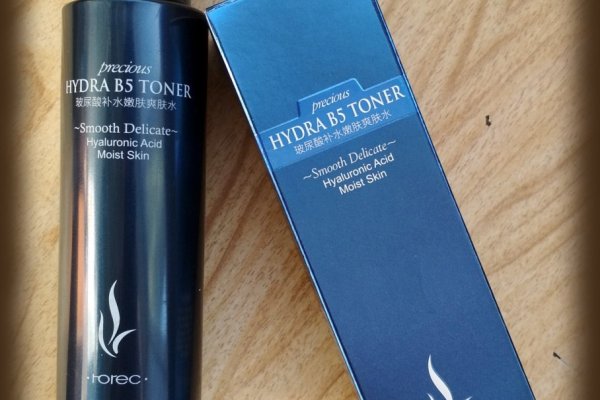 precious
HYDRA B5 TONER
玻尿酸补水嫩肤爽肤水
~Smooth Delicate~
Hyaluronic Acid
Moist Skin
·rorec·
precious
HYDRA B5 TONER
玻尿酸补水嫩肤爽肤水
~Smooth Delicate~
Hyaluronic Acid
Moist Skin